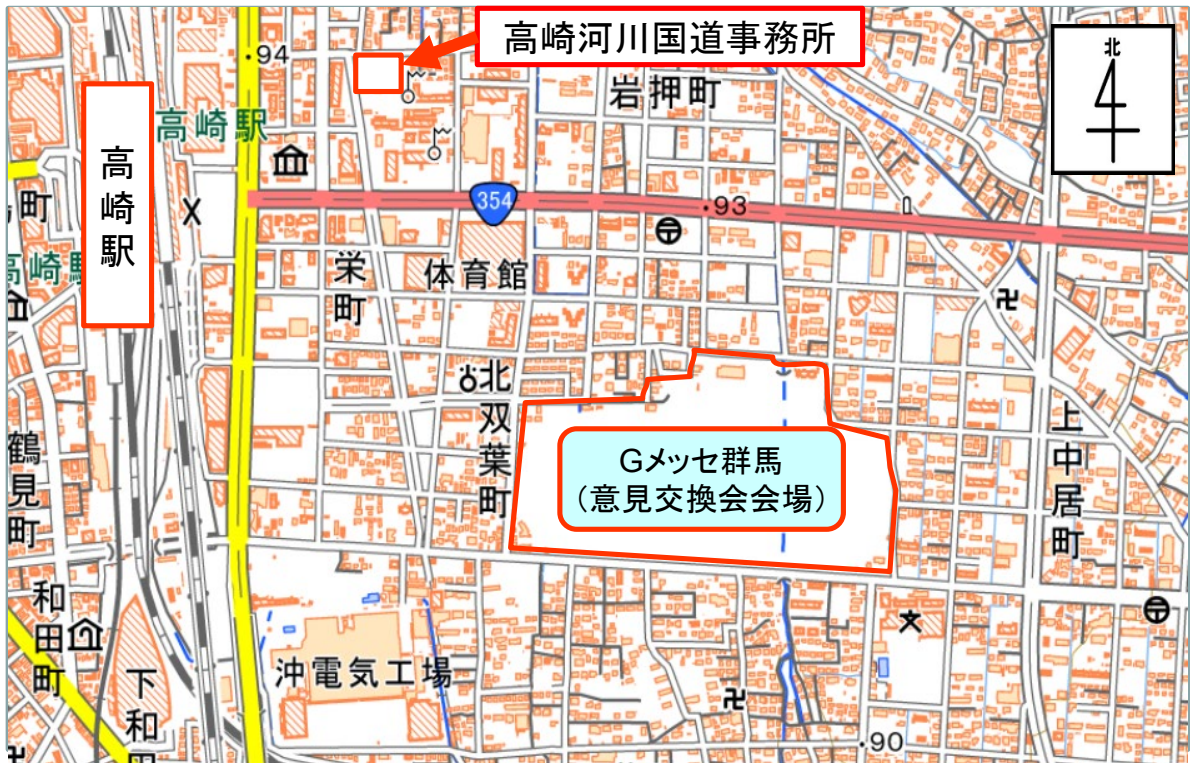 高崎河川国道事務所
北
・94
岩押町
高崎駅
高崎駅
町
354
・93
栄町
体育館
北双葉町
Gメッセ群馬
（意見交換会会場）
上中居町
鶴見町
和田町
下和田
沖電気工場
・90